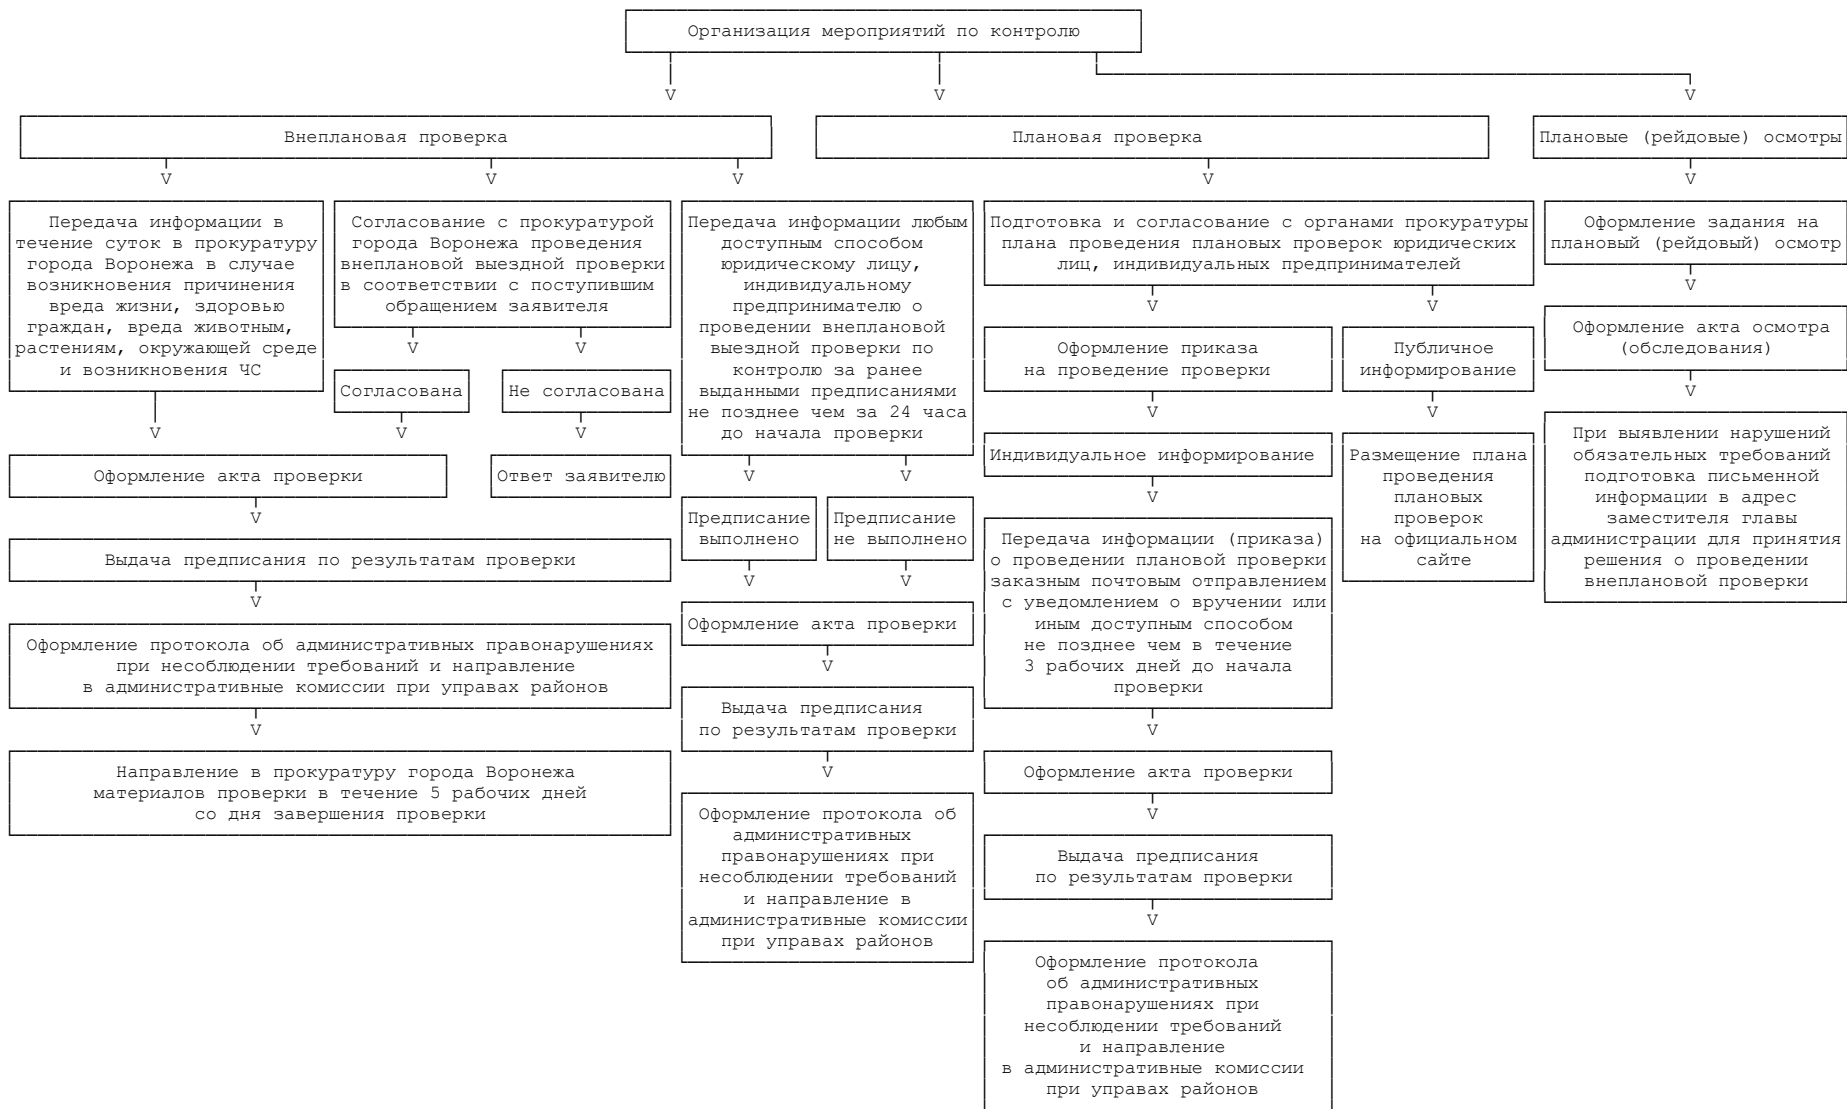 Организация мероприятий по контролю
Внеплановая проверка
Плановая проверка
Плановые (рейдовые) осмотры
Передача информации в
течение суток в прокуратуру
города Воронежа в случае
возникновения причинения
вреда жизни, здоровью
граждан, вреда животным,
растениям, окружающей среде
и возникновения ЧС
Согласование с прокуратурой
города Воронежа проведения
внеплановой выездной проверки
в соответствии с поступившим
обращением заявителя
Согласована
Не согласована
Оформление акта проверки
Ответ заявителю
Выдача предписания по результатам проверки
Оформление протокола об административных правонарушениях
при несоблюдении требований и направление
в административные комиссии при управах районов
Направление в прокуратуру города Воронежа
материалов проверки в течение 5 рабочих дней
со дня завершения проверки
Передача информации любым
доступным способом
юридическому лицу,
индивидуальному
предпринимателю о
проведении внеплановой
выездной проверки по
контролю за ранее
выданными предписаниями
не позднее чем за 24 часа
до начала проверки
Предписание
выполнено
Предписание
не выполнено
Оформление акта проверки
Выдача предписания
по результатам проверки
Оформление протокола об
административных
правонарушениях при
несоблюдении требований
и направление в
административные комиссии
при управах районов
Подготовка и согласование с органами прокуратуры
плана проведения плановых проверок юридических
лиц, индивидуальных предпринимателей
Оформление приказа
на проведение проверки
Индивидуальное информирование
Передача информации (приказа)
о проведении плановой проверки
заказным почтовым отправлением
с уведомлением о вручении или
иным доступным способом
не позднее чем в течение
3 рабочих дней до начала
проверки
Оформление акта проверки
Выдача предписания
по результатам проверки
Оформление протокола
об административных
правонарушениях при
несоблюдении требований
и направление
в административные комиссии
при управах районов
Публичное
информирование
Размещение плана
проведения
плановых
проверок
на официальном
сайте
Оформление задания на
плановый (рейдовый) осмотр
Оформление акта осмотра
(обследования)
При выявлении нарушений
обязательных требований
подготовка письменной
информации в адрес
заместителя главы
администрации для принятия
решения о проведении
внеплановой проверки